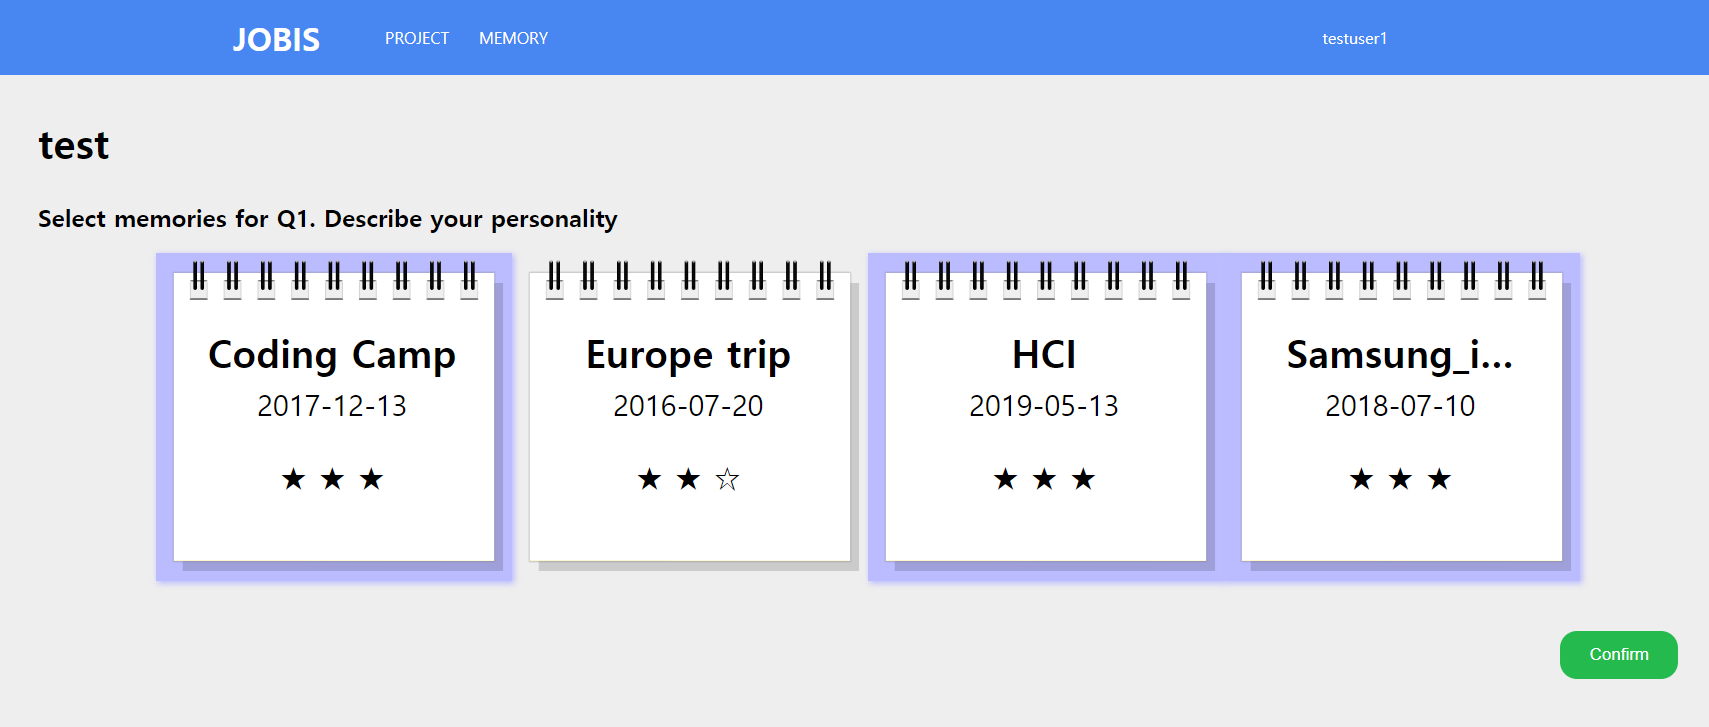 JOBIS PROJECT MEMORY testuser1
test
Select memories for Q1. Describe your personality
Coding Camp Europe trip HCI Samsung_i...
2017-12-13 2016-07-20 2019-05-13 2018-07-10
★ ★ ★ ★ ★ ☆ ★ ★ ★ ★ ★ ★
Confirm